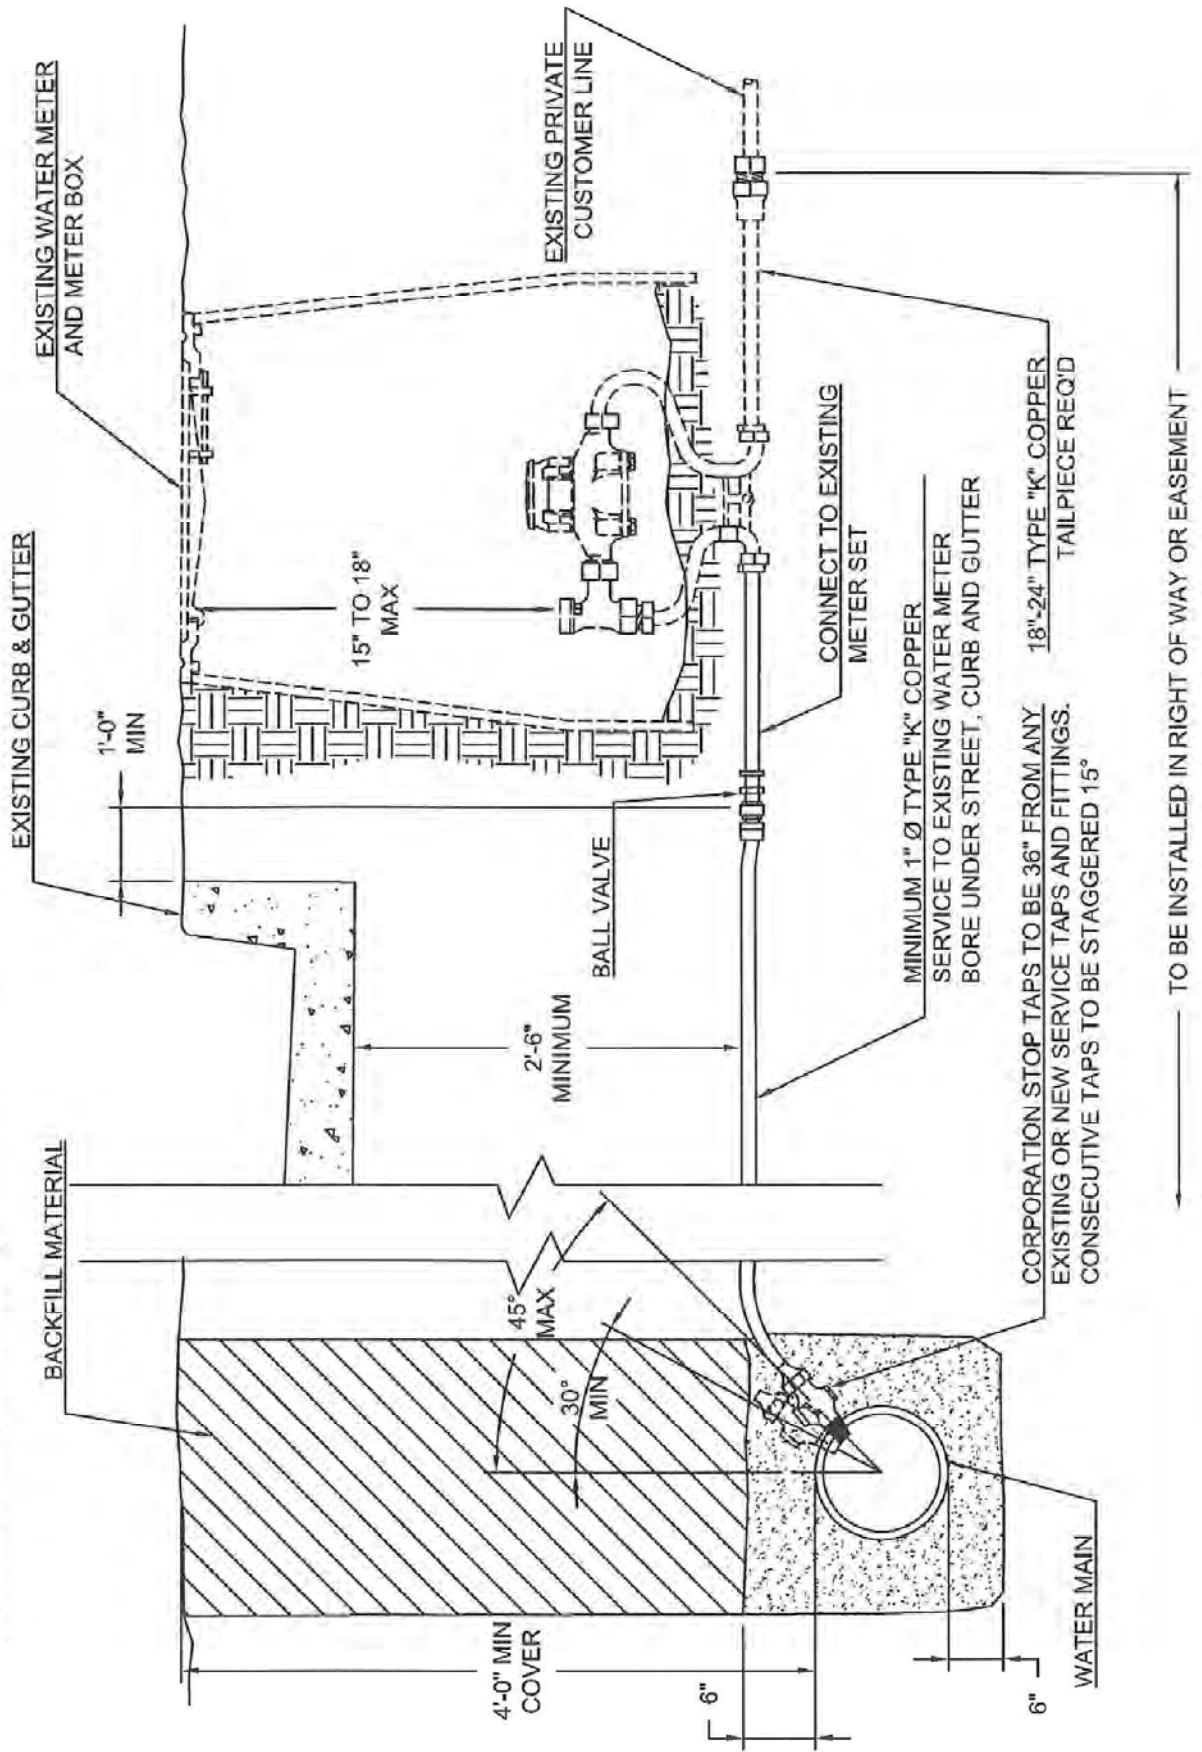 BACKFILL MATERIAL
EXISTING CURB & GUTTER
EXISTING WATER METER
AND METER BOX
1'-0"
MIN
15" TO 18"
MAX
EXISTING PRIVATE
CUSTOMER LINE
4'-0" MIN
COVER
45°
MAX
30°
MIN
2'-6"
MINIMUM
BALL VALVE
6"
6"
WATER MAIN
CONNECT TO EXISTING
METER SET
MINIMUM 1" Ø TYPE "K" COPPER
SERVICE TO EXISTING WATER METER
BORE UNDER STREET, CURB AND GUTTER
18"-24" TYPE "K" COPPER
TAILPIECE REQ'D
CORPORATION STOP TAPS TO BE 36" FROM ANY
EXISTING OR NEW SERVICE TAPS AND FITTINGS.
CONSECUTIVE TAPS TO BE STAGGERED 15°
TO BE INSTALLED IN RIGHT OF WAY OR EASEMENT